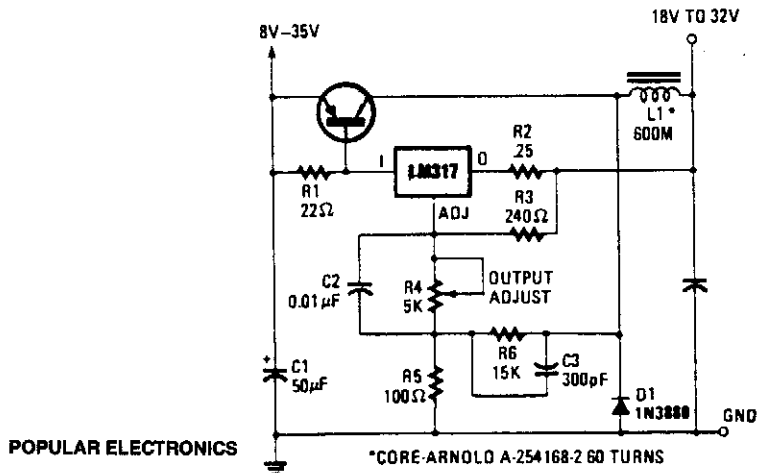 18V TO 32V
8V–35V
L1*
600M
R2
.25
I
LM317
O
R1
22Ω
R3
240Ω
ADJ
C2
0.01µF
R4
5K
OUTPUT
ADJUST
R6
15K
C3
300pF
C1
50µF
+
R5
100Ω
D1
1N3880
GND
POPULAR ELECTRONICS
*CORE-ARNOLD A-254168-2 60 TURNS